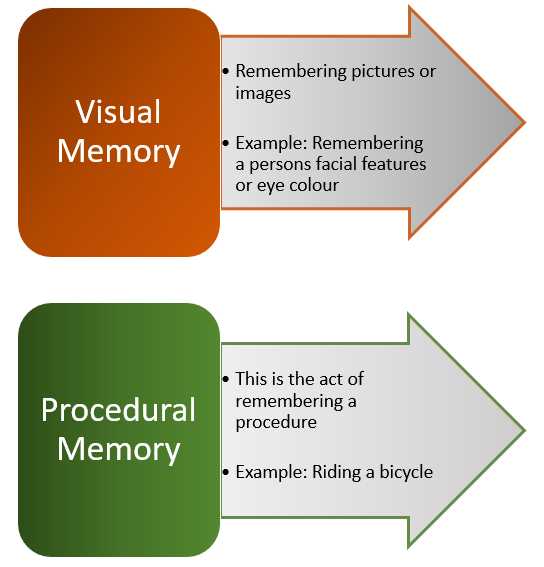 Visual
Memory
• Remembering pictures or
images
• Example: Remembering
a persons facial features
or eye colour
Procedural
Memory
• This is the act of
remembering a
procedure
• Example: Riding a bicycle